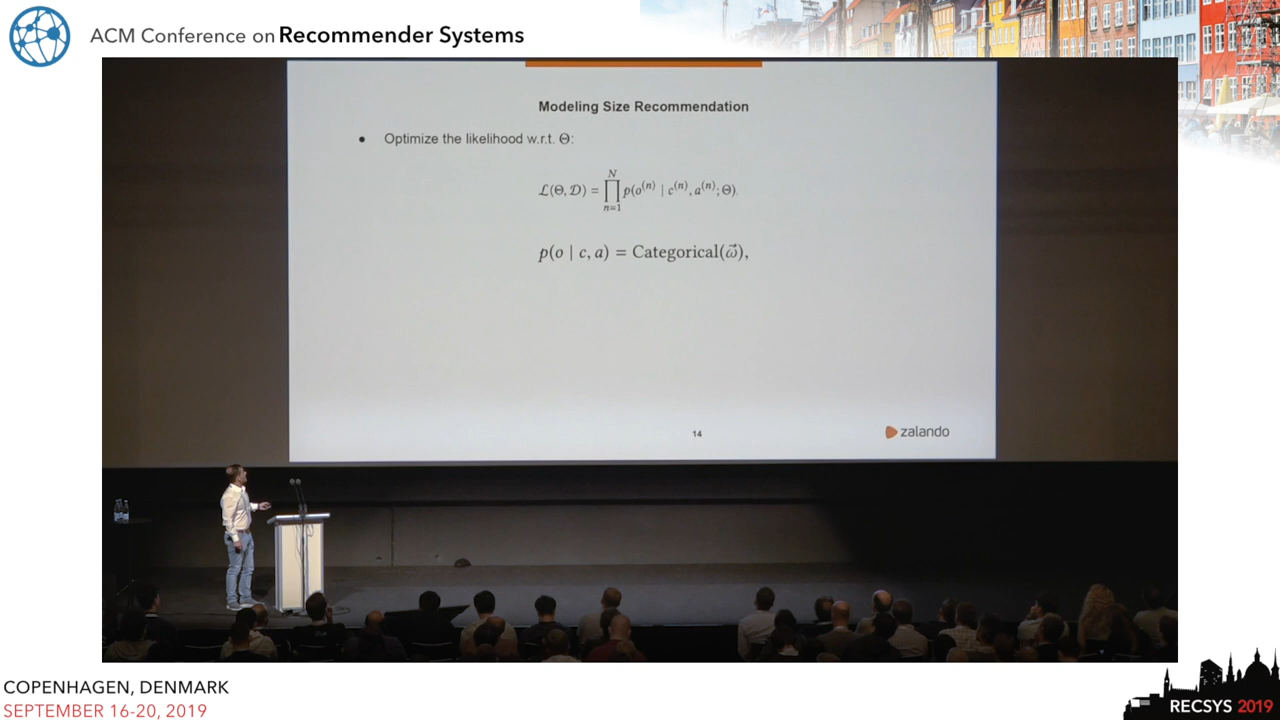 ACM Conference on Recommender Systems
Modeling Size Recommendation
● Optimize the likelihood w.r.t. Θ:
ℒ(Θ, 𝒟) = ∏_{n=1}^{N} p(o^{(n)} | c^{(n)}, a^{(n)}; Θ).
p(o | c, a) = Categorical(ω⃗),
14
zalando
COPENHAGEN, DENMARK
SEPTEMBER 16-20, 2019
RECSYS 2019